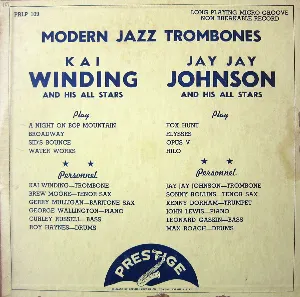 PRLP 109
LONG PLAYING MICRO GROOVE
NON BREAKABLE RECORD
MODERN JAZZ TROMBONES
KAI
WINDING
AND HIS ALL STARS
Play
A NIGHT ON BOP MOUNTAIN
BROADWAY
SID'S BOUNCE
WATER WORKS
Personnel
KAI WINDING—TROMBONE
BREW MOORE—TENOR SAX
GERRY MULLIGAN—BARITONE SAX
GEORGE WALLINGTON—PIANO
CURLEY RUSSELL—BASS
ROY HAYNES—DRUMS
JAY JAY
JOHNSON
AND HIS ALL STARS
Play
FOX HUNT
ELYSSES
OPUS V
HILO
Personnel
JAY JAY JOHNSON—TROMBONE
SONNY ROLLINS—TENOR SAX
KENNY DORHAM—TRUMPET
JOHN LEWIS—PIANO
LEONARD GASKIN—BASS
MAX ROACH—DRUMS
PRESTIGE